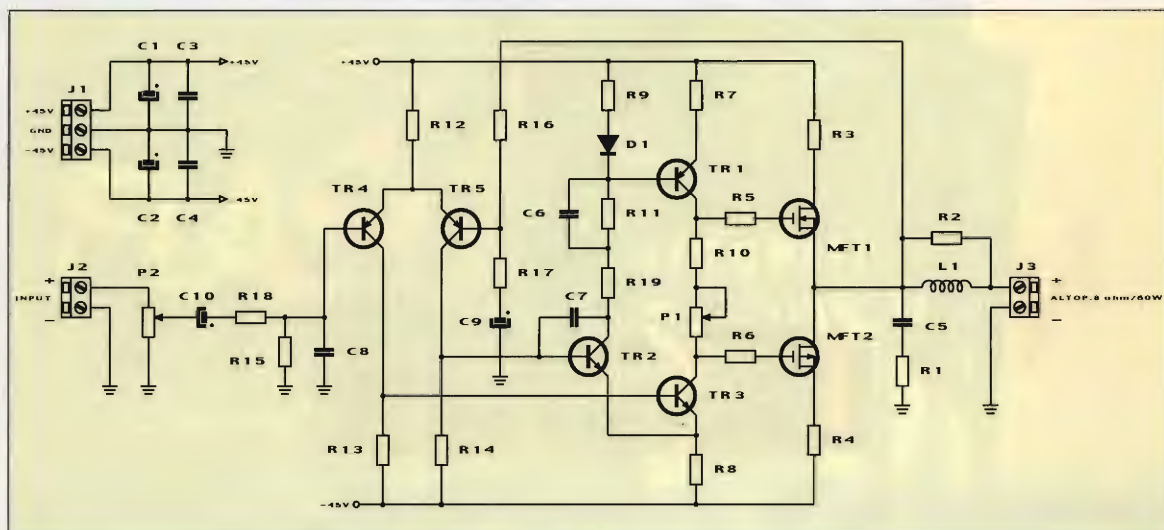 C1
C3
+45V
J1
+45V
GND
-45V
C2
C4
-45V
+45V
R12
R16
R9
R7
R3
D1
TR1
TR4
TR5
C6
R11
R5
MFT1
R2
R10
L1
J3
J2
P2
INPUT
+
-
C10
R18
R17
R19
C7
P1
+
ALTOP.8 ohm/60W
-
C9
R6
C5
R15
C8
TR2
MFT2
TR3
R1
R13
R14
R8
R4
-45V